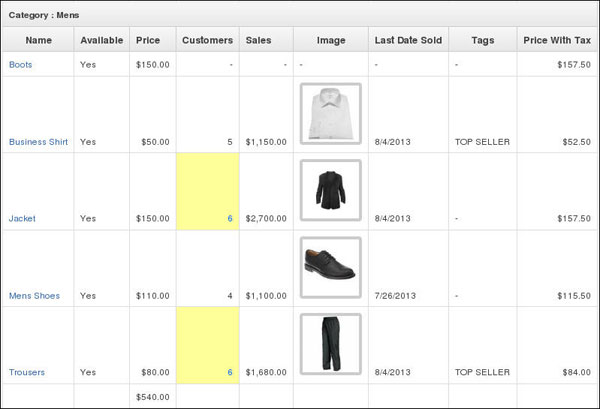 Category : Mens
Name Available Price Customers Sales Image Last Date Sold Tags Price With Tax
Boots Yes $150.00 - - - - - $157.50
Business Shirt Yes $50.00 5 $1,150.00 8/4/2013 TOP SELLER $52.50
Jacket Yes $150.00 6 $2,700.00 8/4/2013 - $157.50
Mens Shoes Yes $110.00 4 $1,100.00 7/26/2013 - $115.50
Trousers Yes $80.00 6 $1,680.00 8/4/2013 TOP SELLER $84.00
$540.00